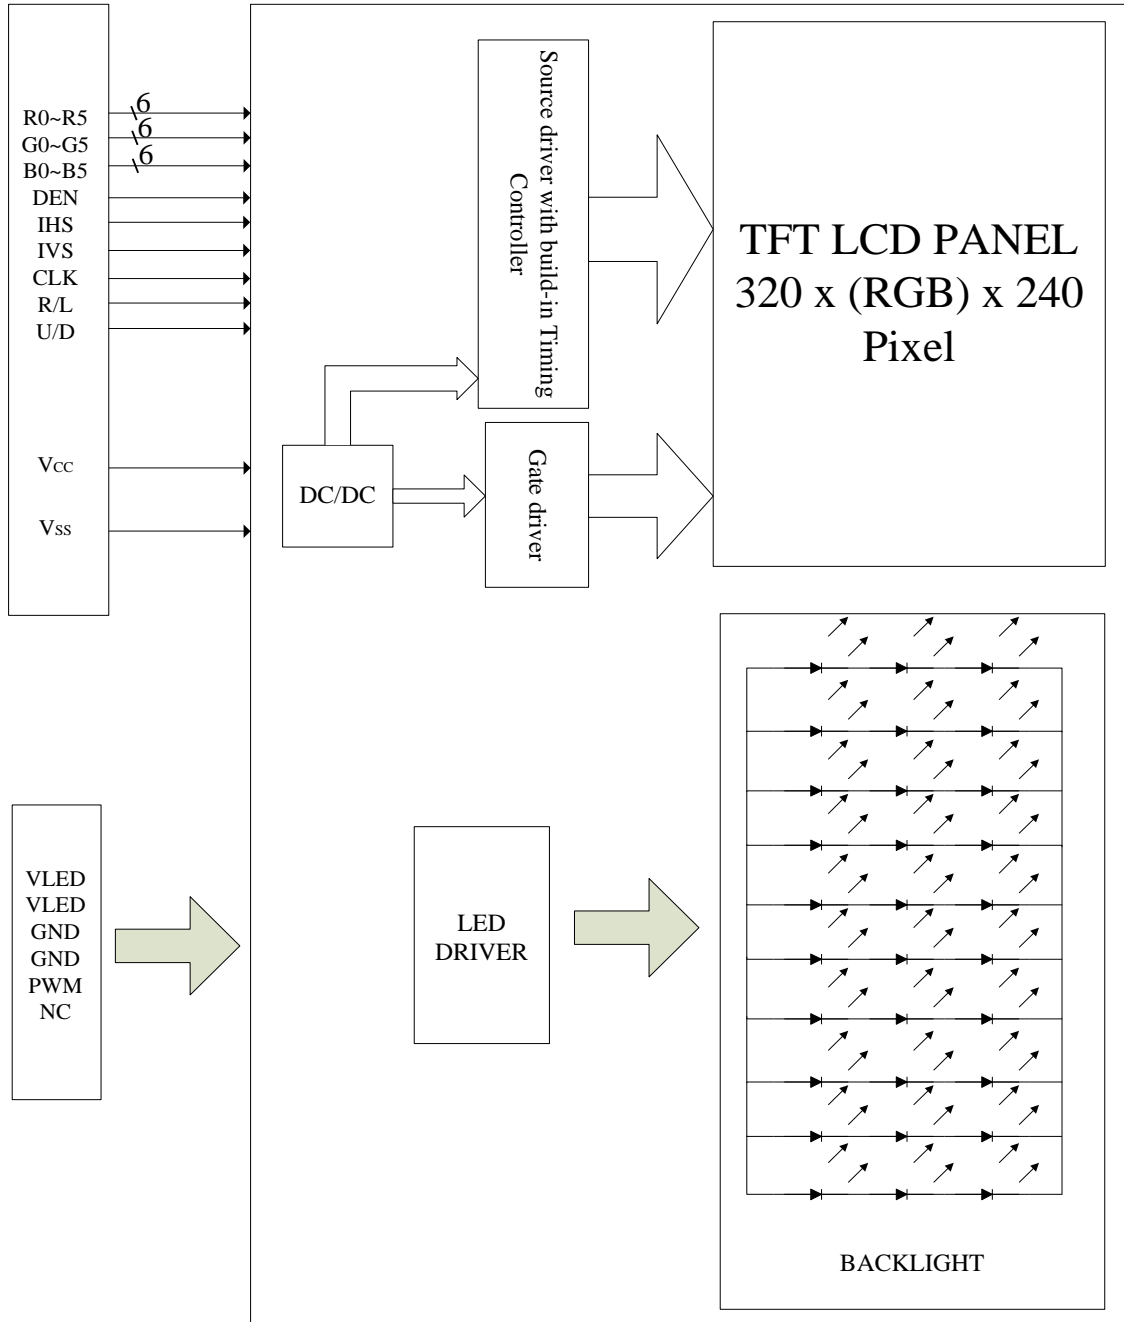 R0~R5
6
G0~G5
6
B0~B5
6
DEN
IHS
IVS
CLK
R/L
U/D
VCC
VSS
Source driver with build-in Timing
Controller
TFT LCD PANEL
320 x (RGB) x 240
Pixel
DC/DC
Gate driver
VLED
VLED
GND
GND
PWM
NC
LED
DRIVER
BACKLIGHT